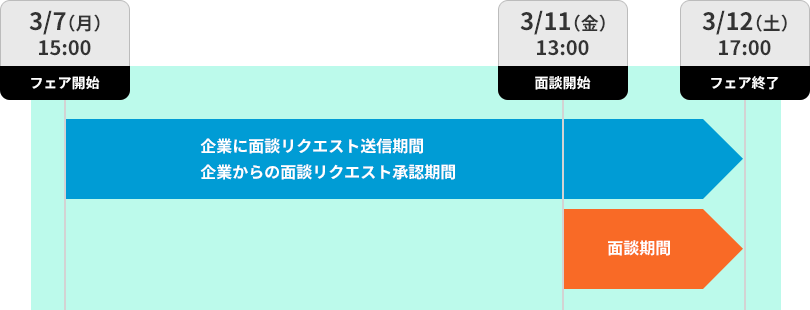 3/7（月）
15:00
フェア開始
3/11（金）
13:00
面談開始
3/12（土）
17:00
フェア終了
企業に面談リクエスト送信期間
企業からの面談リクエスト承認期間
面談期間